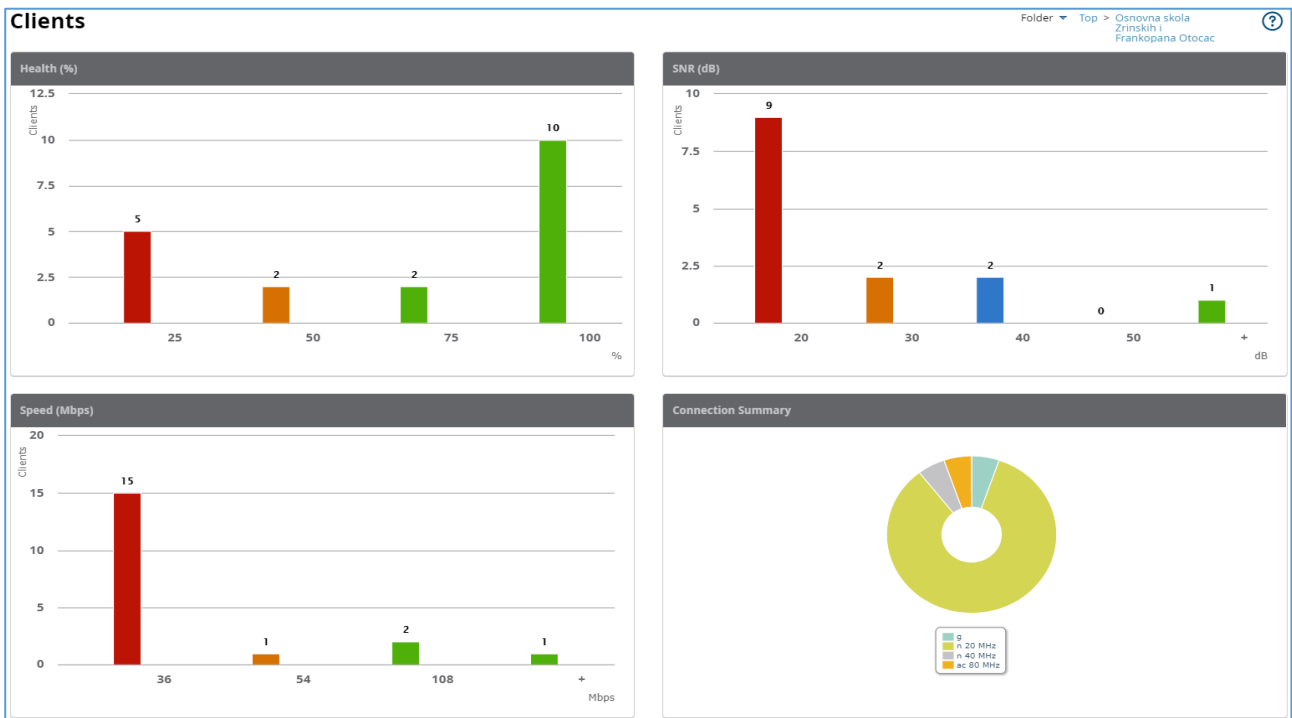 Clients
Folder Top > Osnovna skola
Zrinskih i
Frankopana Otocac
?
Health (%)
12.5
Clients
10
7.5
5
2.5
0
5
2
2
10
25 50 75 100
%
SNR (dB)
10
Clients
7.5
5
2.5
0
9
2
2
0
1
20 30 40 50 +
dB
Speed (Mbps)
20
Clients
15
10
5
0
15
1
2
1
36 54 108 +
Mbps
Connection Summary
g
n 20 MHz
n 40 MHz
ac 80 MHz